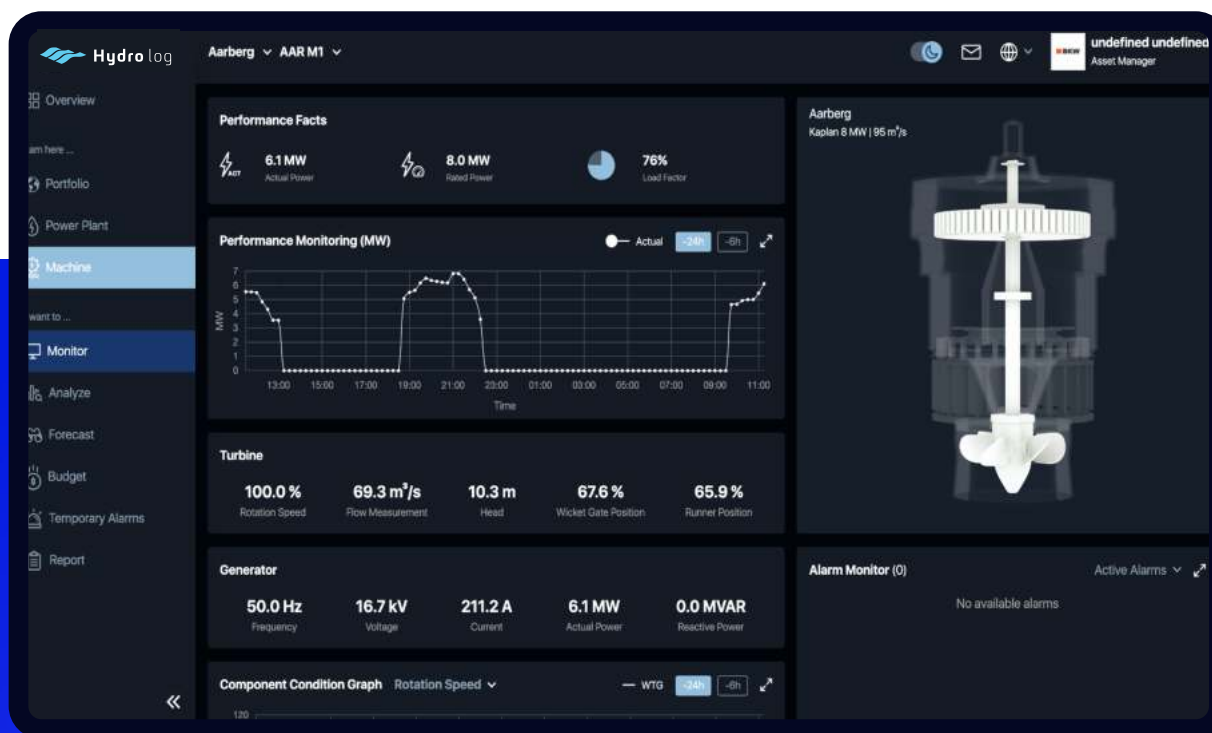 Hydro log
Aarberg AAR M1
undefined undefined
Asset Manager
BKW
Overview
am here ...
Portfolio
Power Plant
Machine
want to ...
Monitor
Analyze
Forecast
Budget
Temporary Alarms
Report
Performance Facts
ACT
6.1 MW
Actual Power
8.0 MW
Rated Power
76%
Load Factor
Performance Monitoring (MW)
Actual -24h -6h
7
6
5
4
3
2
1
0
MW
13:00 15:00 17:00 19:00 21:00 23:00 01:00 03:00 05:00 07:00 09:00 11:00
Time
Turbine
100.0 % 69.3 m³/s 10.3 m 67.6 % 65.9 %
Rotation Speed Flow Measurement Head Wicket Gate Position Runner Position
Generator
50.0 Hz 16.7 kV 211.2 A 6.1 MW 0.0 MVAR
Frequency Voltage Current Actual Power Reactive Power
Component Condition Graph Rotation Speed WTG -24h -6h
120
Aarberg
Kaplan 8 MW | 95 m³/s
Alarm Monitor (0) Active Alarms
No available alarms